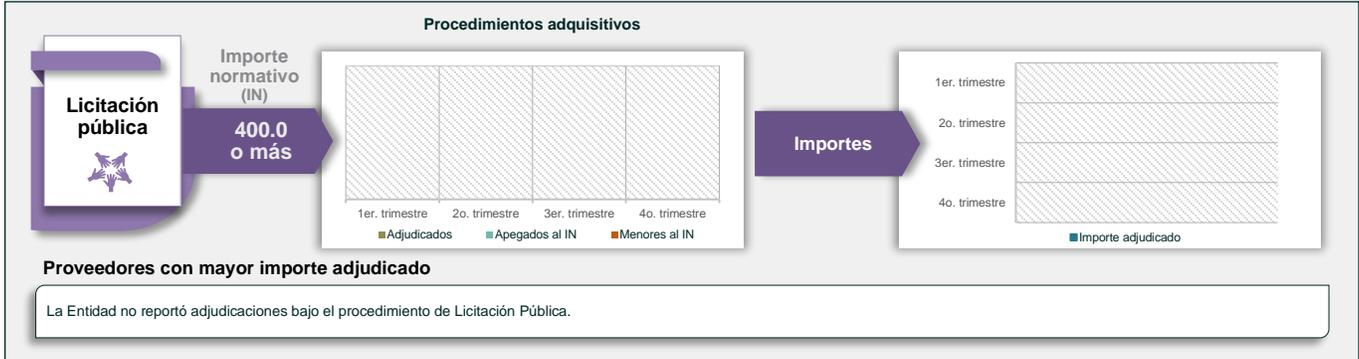 Procedimientos adquisitivos
Licitación
pública
Importe
normativo
(IN)
400.0
o más
1er. trimestre
2o. trimestre
3er. trimestre
4o. trimestre
Adjudicados
Apegados al IN
Menores al IN
Importes
1er. trimestre
2o. trimestre
3er. trimestre
4o. trimestre
Importe adjudicado
Proveedores con mayor importe adjudicado
La Entidad no reportó adjudicaciones bajo el procedimiento de Licitación Pública.